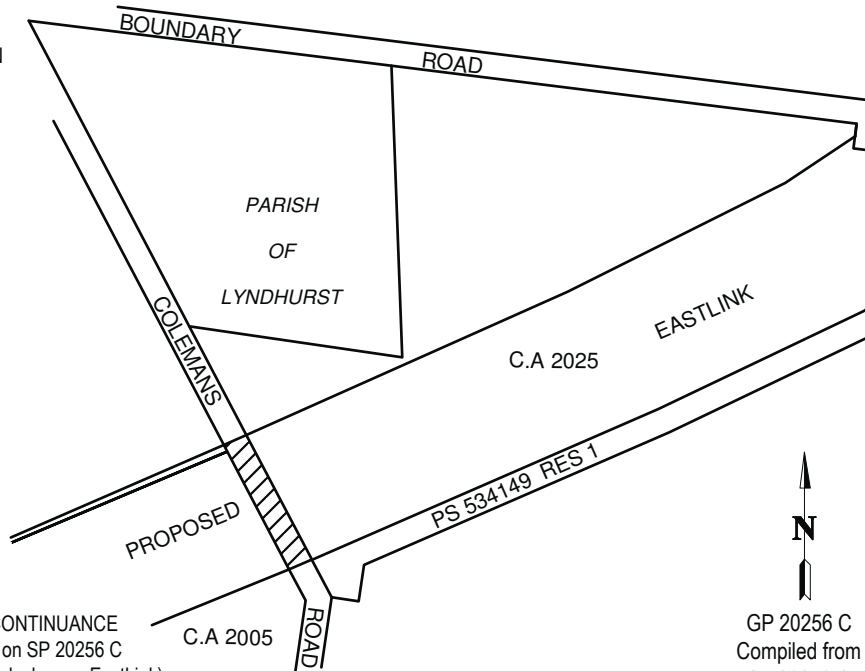 BOUNDARY ROAD
PARISH
OF
LYNDHURST
COLEMANS
EASTLINK
C.A 2025
PS 534149 RES 1
PROPOSED
N
ROAD
C.A 2005
on SP 20256 C
GP 20256 C
Compiled from